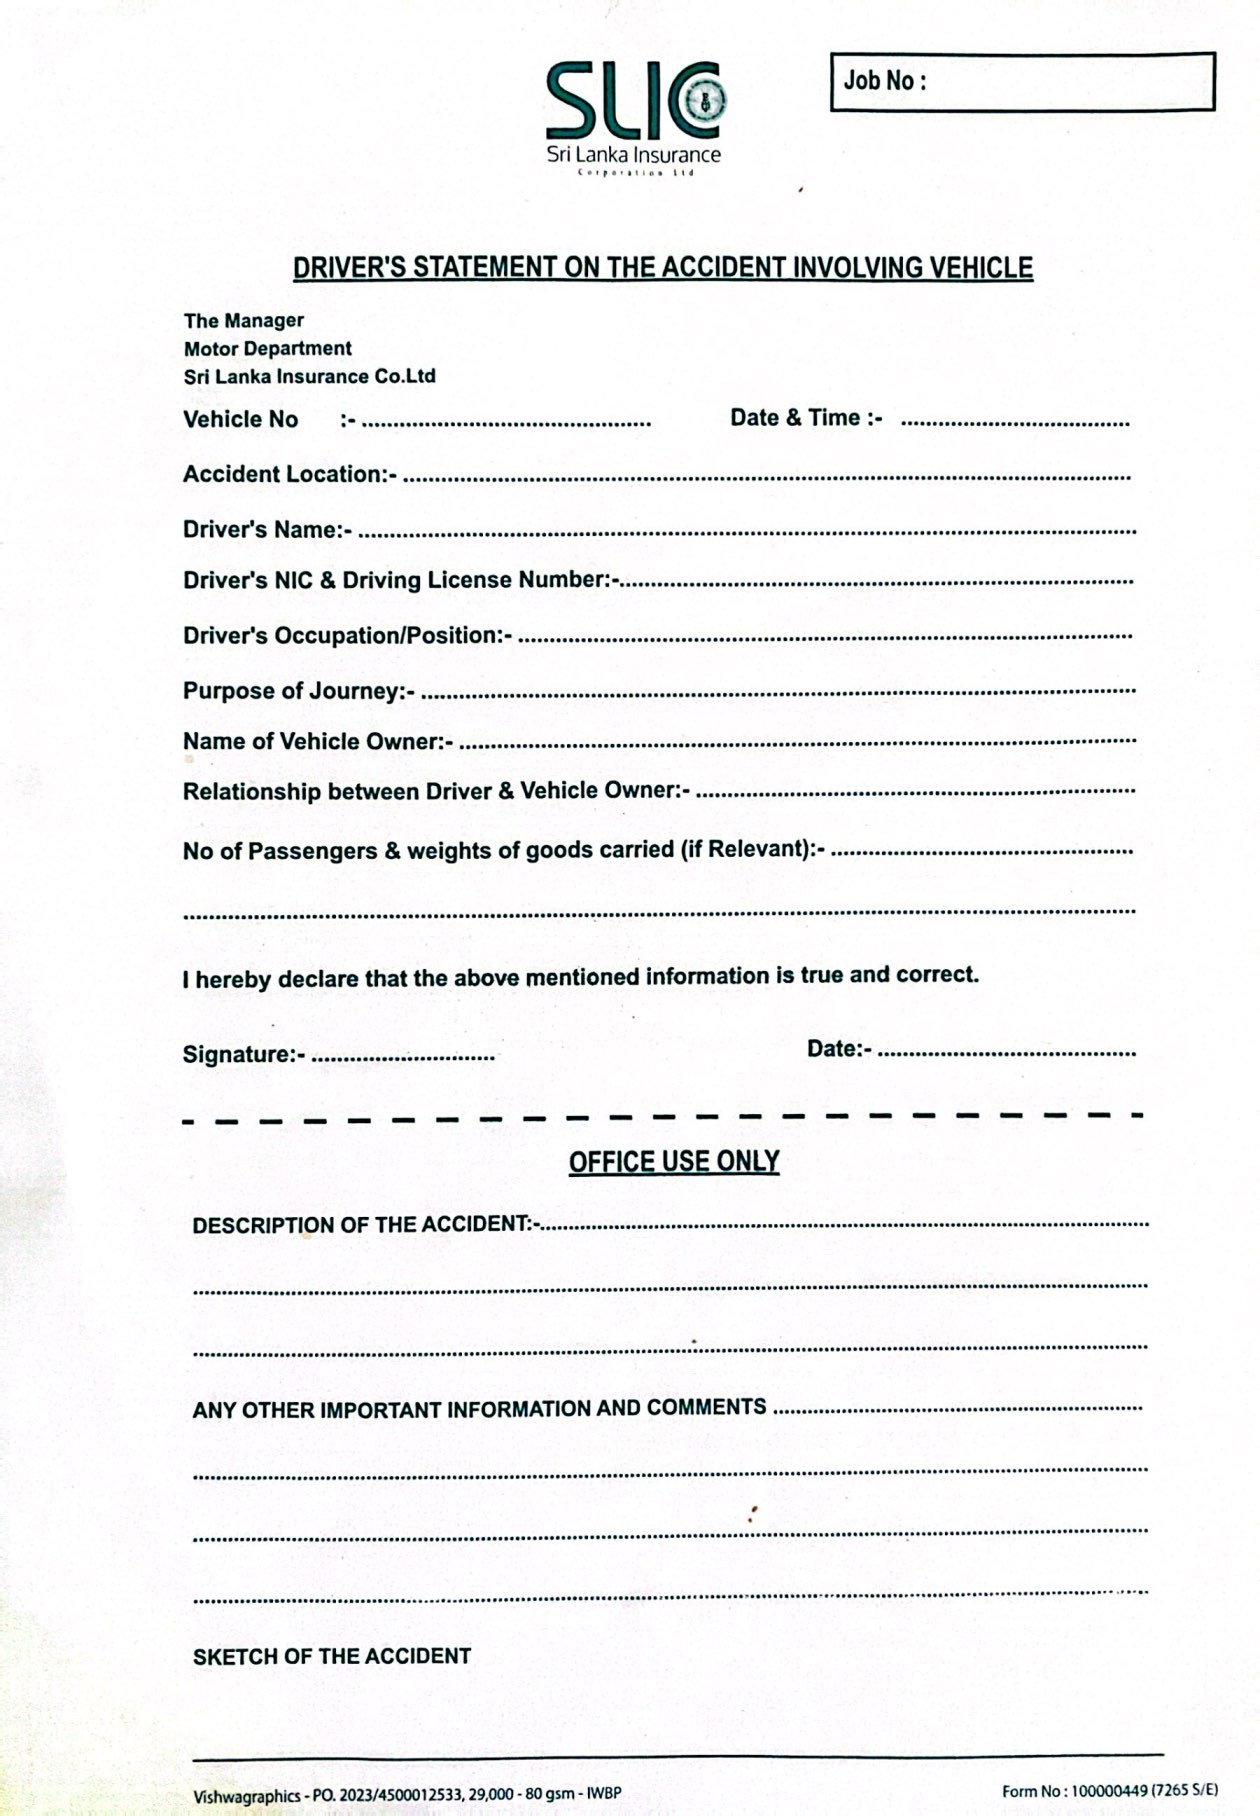 SLIC
Job No :
Sri Lanka Insurance
Corporation Ltd
DRIVER'S STATEMENT ON THE ACCIDENT INVOLVING VEHICLE
The Manager
Motor Department
Sri Lanka Insurance Co.Ltd
Vehicle No :- ............................................. Date & Time :- ....................................
Accident Location:- ....................................................................................
Driver's Name:- ....................................................................................
Driver's NIC & Driving License Number:-....................................................................
Driver's Occupation/Position:- ....................................................................
Purpose of Journey:- ....................................................................................
Name of Vehicle Owner:- ....................................................................................
Relationship between Driver & Vehicle Owner:- ....................................................
No of Passengers & weights of goods carried (if Relevant):- ....................................
....................................................................................................
I hereby declare that the above mentioned information is true and correct.
Signature:- ............................. Date:- ........................................
OFFICE USE ONLY
DESCRIPTION OF THE ACCIDENT:-....................................................................
....................................................................................................
....................................................................................................
ANY OTHER IMPORTANT INFORMATION AND COMMENTS ....................................
....................................................................................................
....................................................................................................
....................................................................................................
SKETCH OF THE ACCIDENT
Vishwagraphics - PO. 2023/4500012533, 29,000 - 80 gsm - IWBP Form No : 100000449 (7265 S/E)